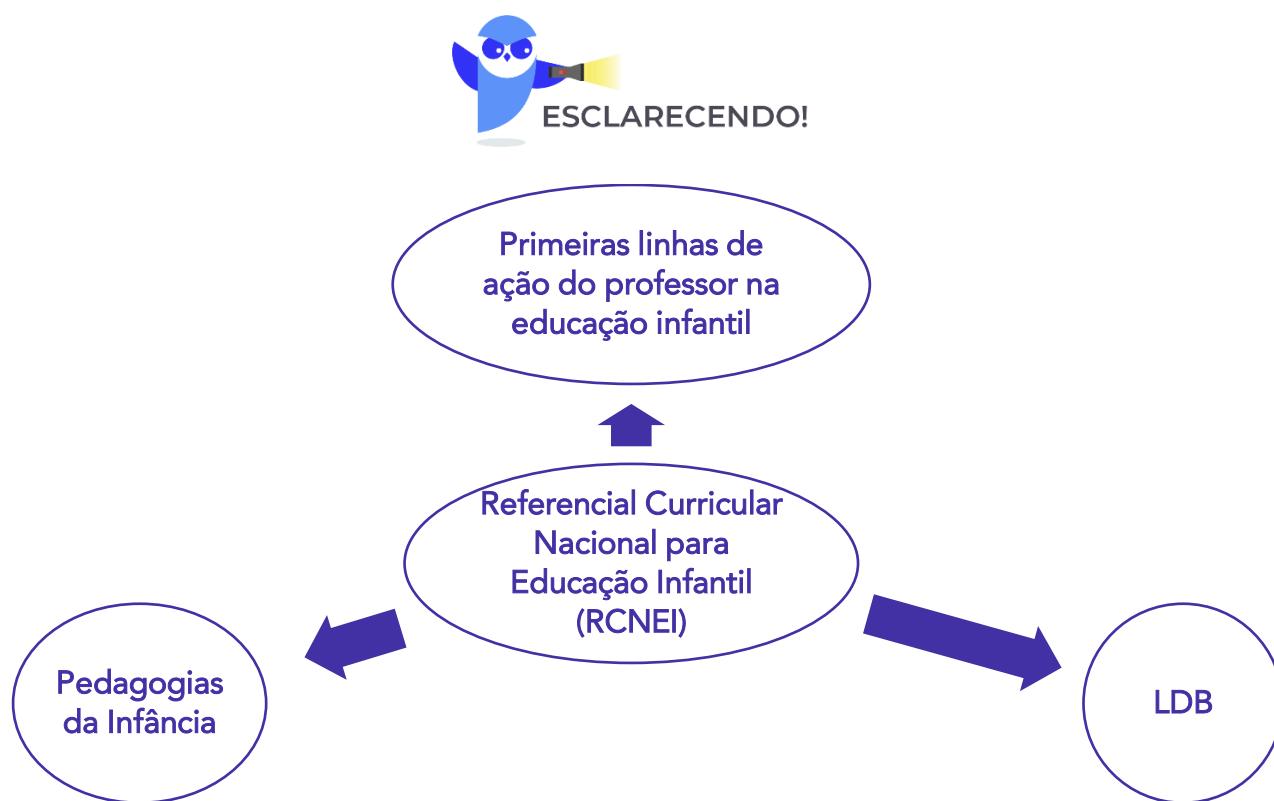 ESCLARECENDO!
Primeiras linhas de
ação do professor na
educação infantil
Referencial Curricular
Nacional para
Educação Infantil
(RCNEI)
Pedagogias
da Infância
LDB